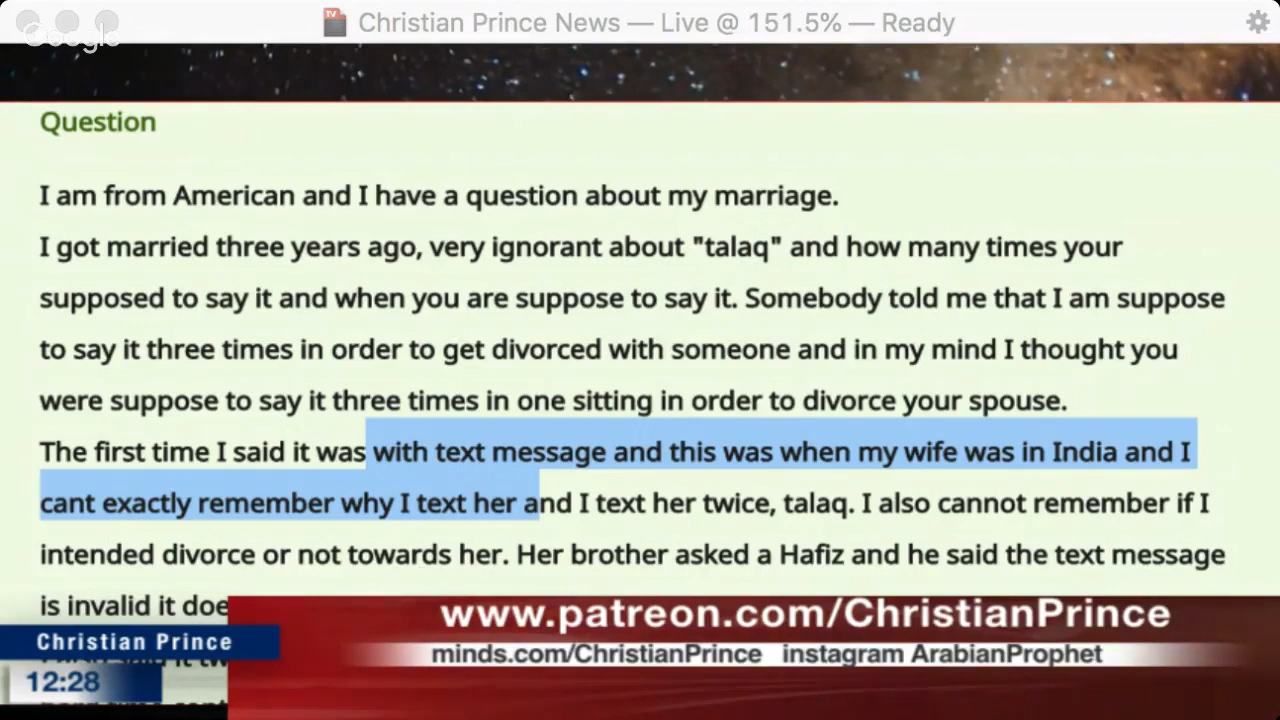 Christian Prince News — Live @ 151.5% — Ready
Google
TV
Question
I am from American and I have a question about my marriage.
I got married three years ago, very ignorant about "talaq" and how many times your
supposed to say it and when you are suppose to say it. Somebody told me that I am suppose
to say it three times in order to get divorced with someone and in my mind I thought you
were suppose to say it three times in one sitting in order to divorce your spouse.
The first time I said it was with text message and this was when my wife was in India and I
cant exactly remember why I text her and I text her twice, talaq. I also cannot remember if I
intended divorce or not towards her. Her brother asked a Hafiz and he said the text message
is invalid it doe
www.patreon.com/ChristianPrince
Christian Prince
minds.com/ChristianPrince instagram ArabianProphet
12:28